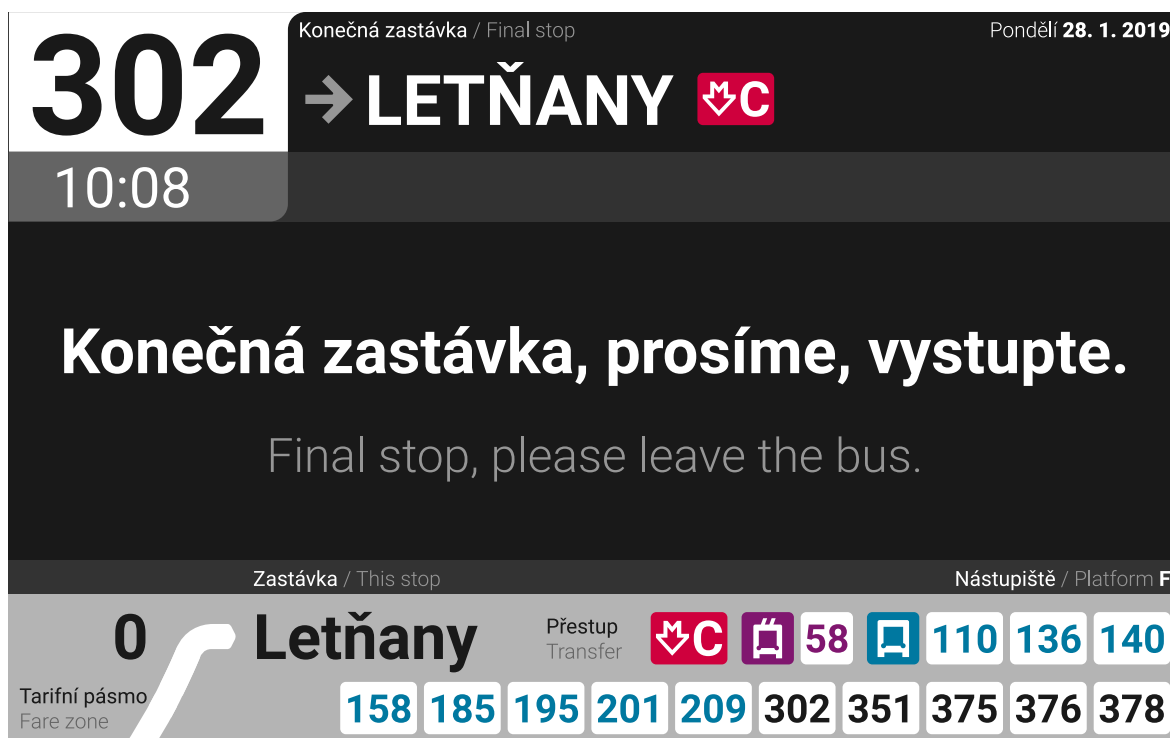 302
Konečná zastávka / Final stop
Pondělí 28. 1. 2019
LETŇANY C
10:08
Konečná zastávka, prosíme, vystupte.
Final stop, please leave the bus.
Zastávka / This stop
Nástupiště / Platform F
0
Letňany
Přestup
Transfer
C 58 110 136 140
Tarifní pásmo
Fare zone
158 185 195 201 209 302 351 375 376 378